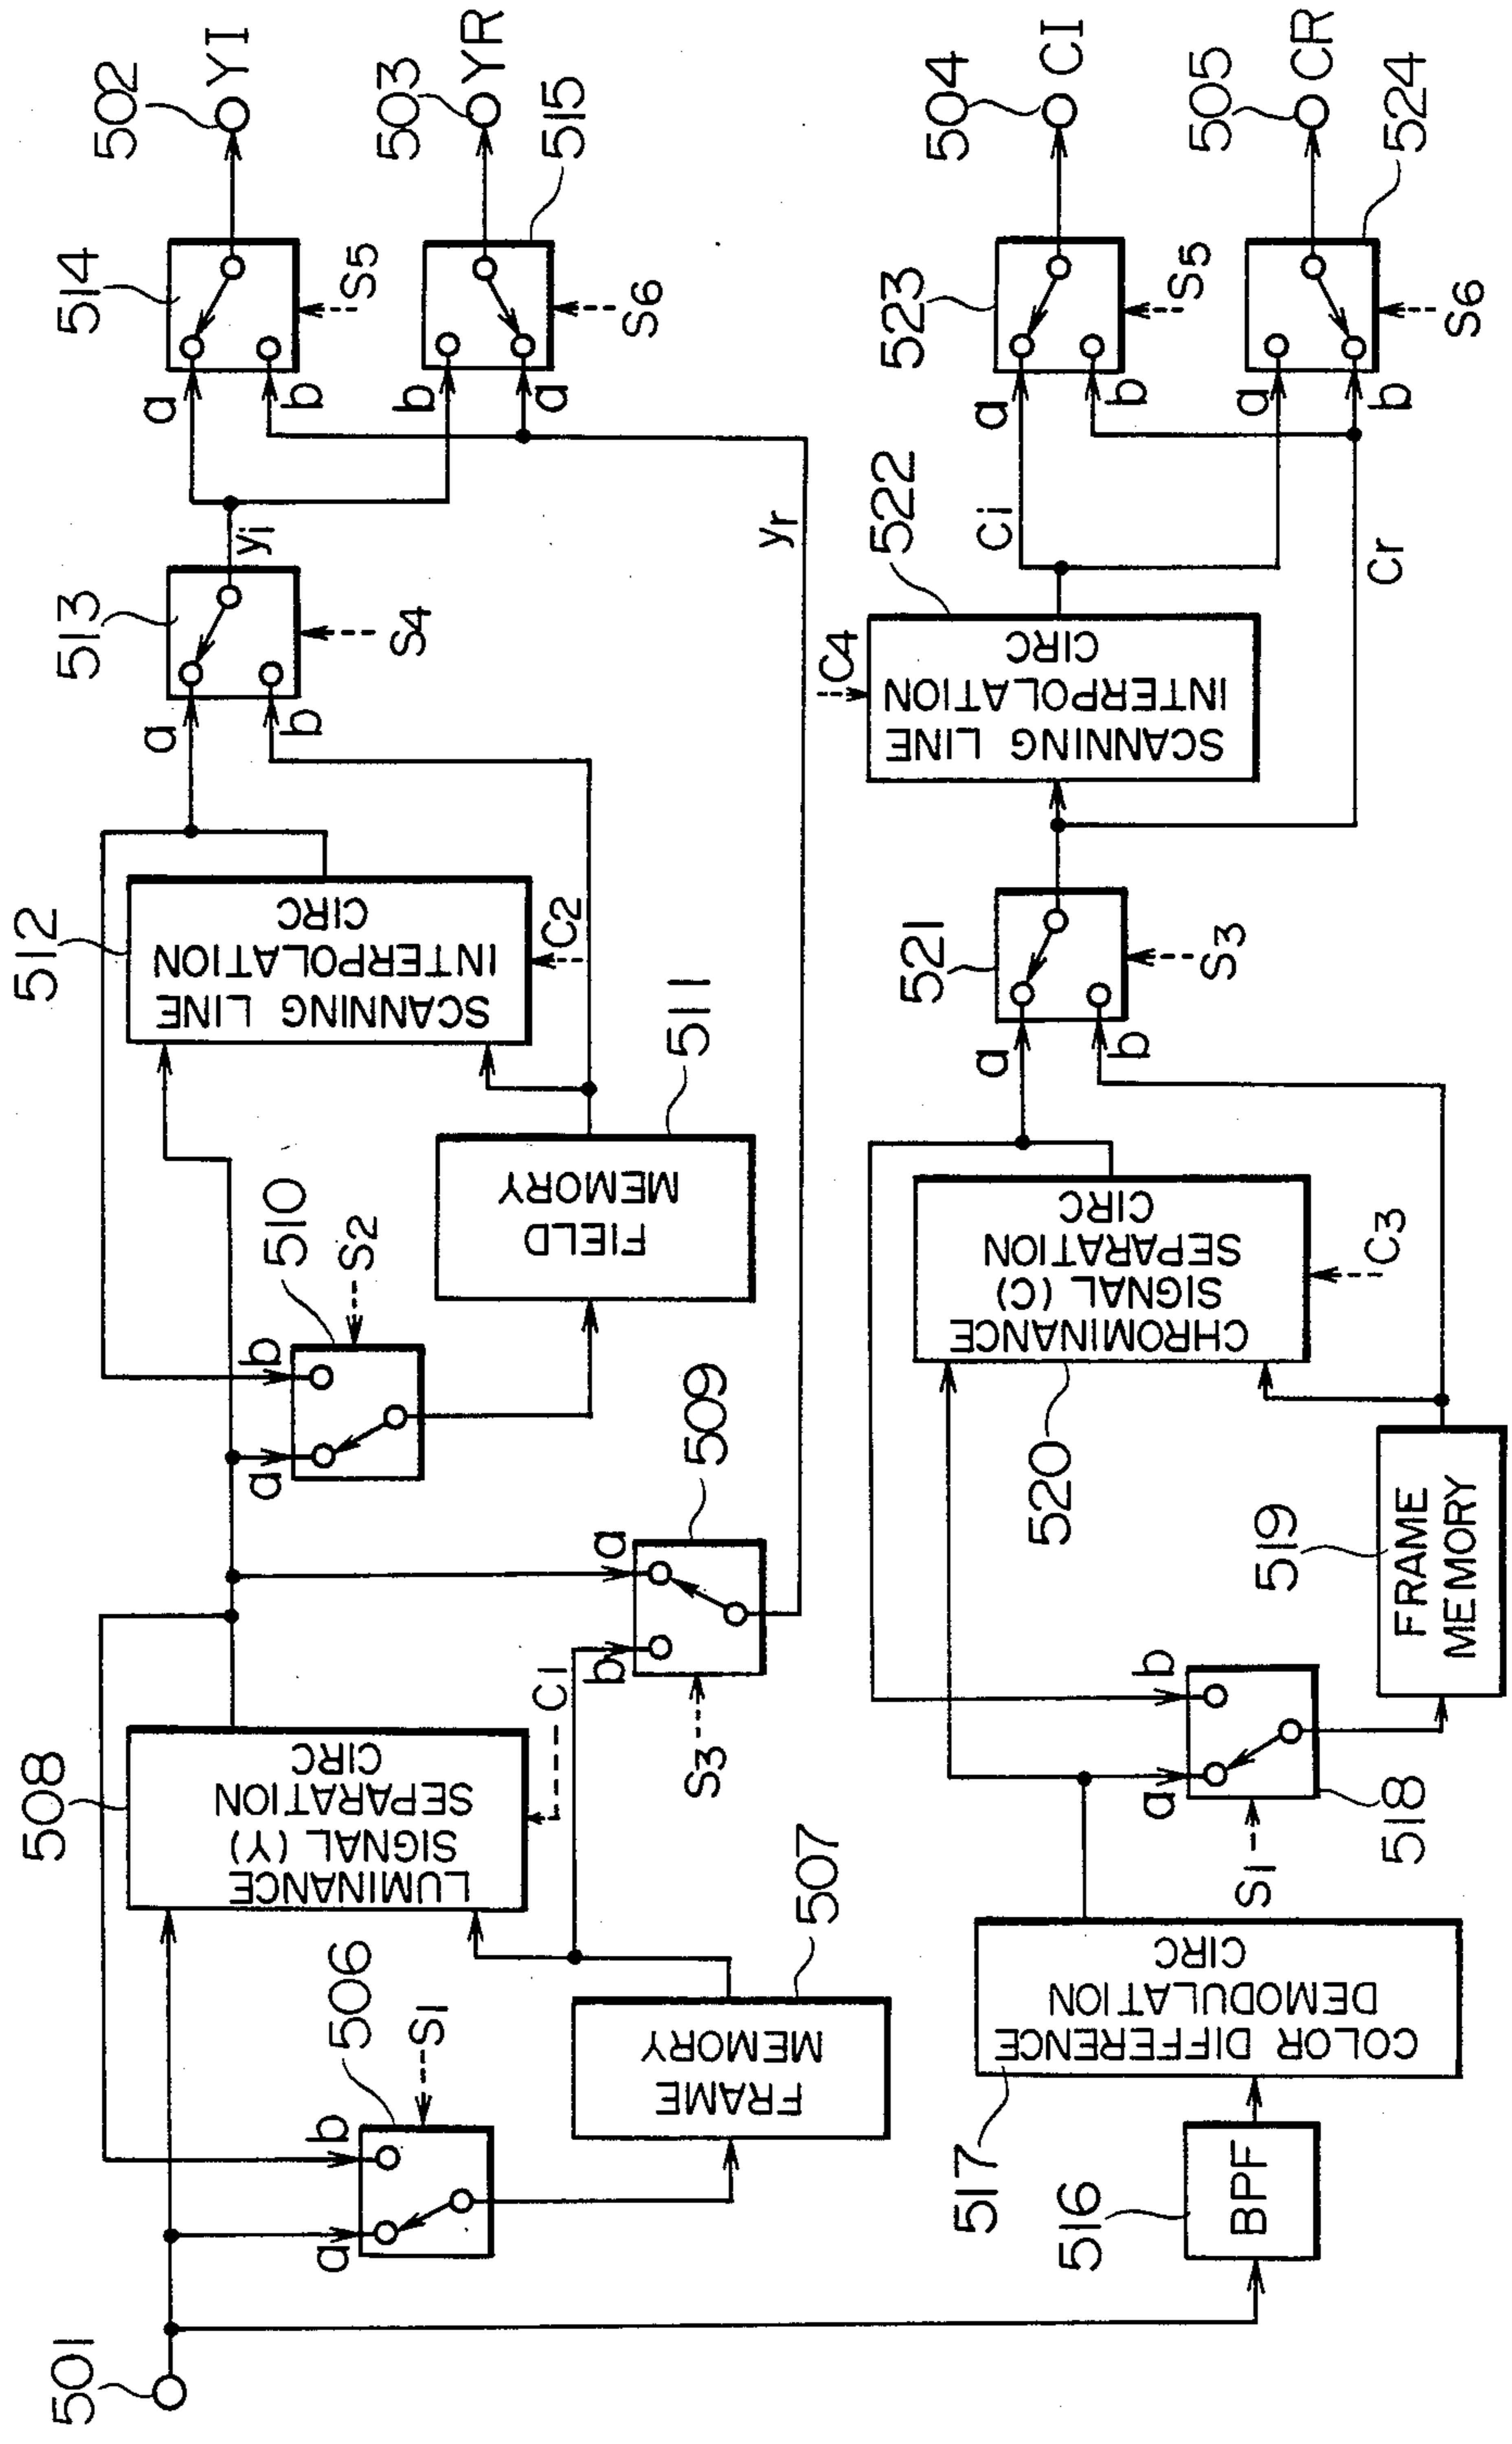 501
506
a
b
S1
FRAME
MEMORY
507
508
LUMINANCE
SIGNAL (Y)
SEPARATION
CIRC
C1
S3
b
a
509
510
a
b
S2
FIELD
MEMORY
511
512
SCANNING LINE
INTERPOLATION
CIRC
C2
a
b
513
S4
yi
yr
a
b
514
S5
502
YI
b
a
515
S6
503
YR
516
BPF
517
COLOR DIFFERENCE
DEMODULATION
CIRC
S1
a
b
518
519
FRAME
MEMORY
520
CHROMINANCE
SIGNAL (C)
SEPARATION
CIRC
C3
a
b
521
S3
C4
522
SCANNING LINE
INTERPOLATION
CIRC
Ci
Cr
a
b
523
S5
504
CI
a
b
524
S6
505
CR